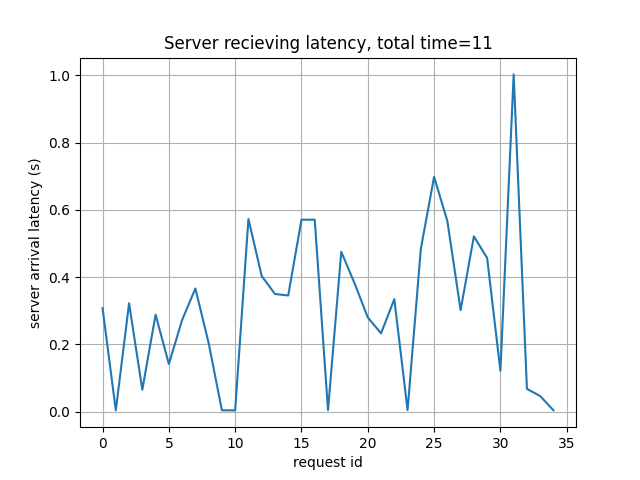 Server recieving latency, total time=11
1.0
0.8
0.6
0.4
0.2
0.0
server arrival latency (s)
0 5 10 15 20 25 30 35
request id